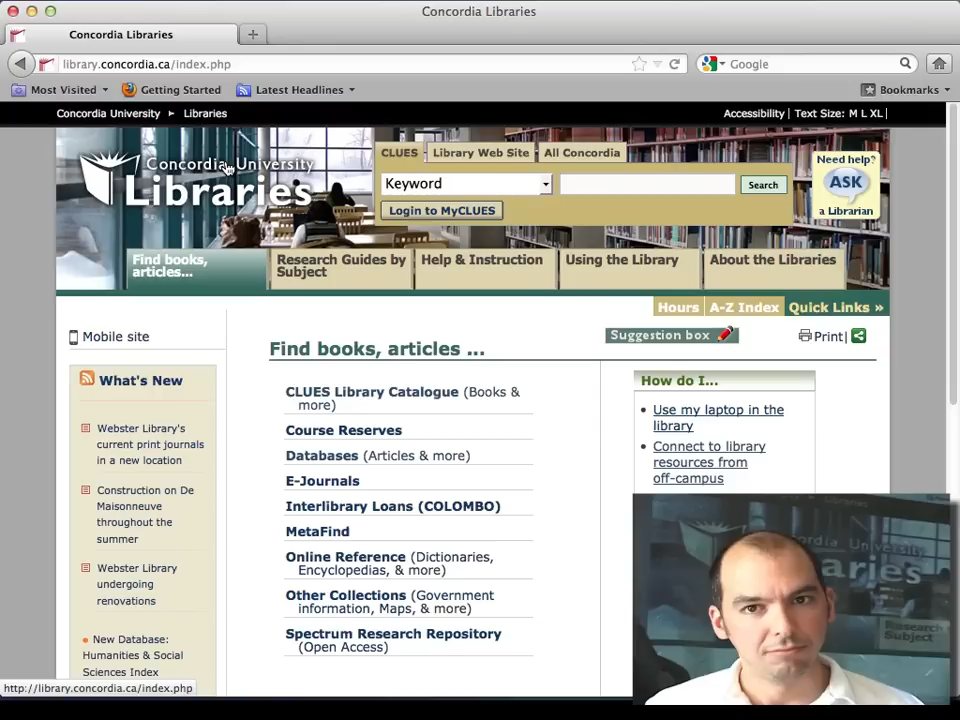 Concordia Libraries
Concordia Libraries
library.concordia.ca/index.php
Google
Most Visited
Getting Started
Latest Headlines
Bookmarks
Concordia University
Libraries
Accessibility
Text Size: M L XL
Concordia University
Libraries
CLUES
Library Web Site
All Concordia
Keyword
Search
Login to MyCLUES
Need help?
ASK
a Librarian
Find books,
articles...
Research Guides by
Subject
Help & Instruction
Using the Library
About the Libraries
Hours
A-Z Index
Quick Links »
Mobile site
Suggestion box
Print
What's New
Webster Library's
current print journals
in a new location
Construction on De
Maisonneuve
throughout the
summer
Webster Library
undergoing
renovations
New Database:
Humanities & Social
Sciences Index
Find books, articles ...
CLUES Library Catalogue (Books &
more)
Course Reserves
Databases (Articles & more)
E-Journals
Interlibrary Loans (COLOMBO)
MetaFind
Online Reference (Dictionaries,
Encyclopedias, & more)
Other Collections (Government
information, Maps, & more)
Spectrum Research Repository
(Open Access)
How do I...
Use my laptop in the
library
Connect to library
resources from
off-campus
http://library.concordia.ca/index.php